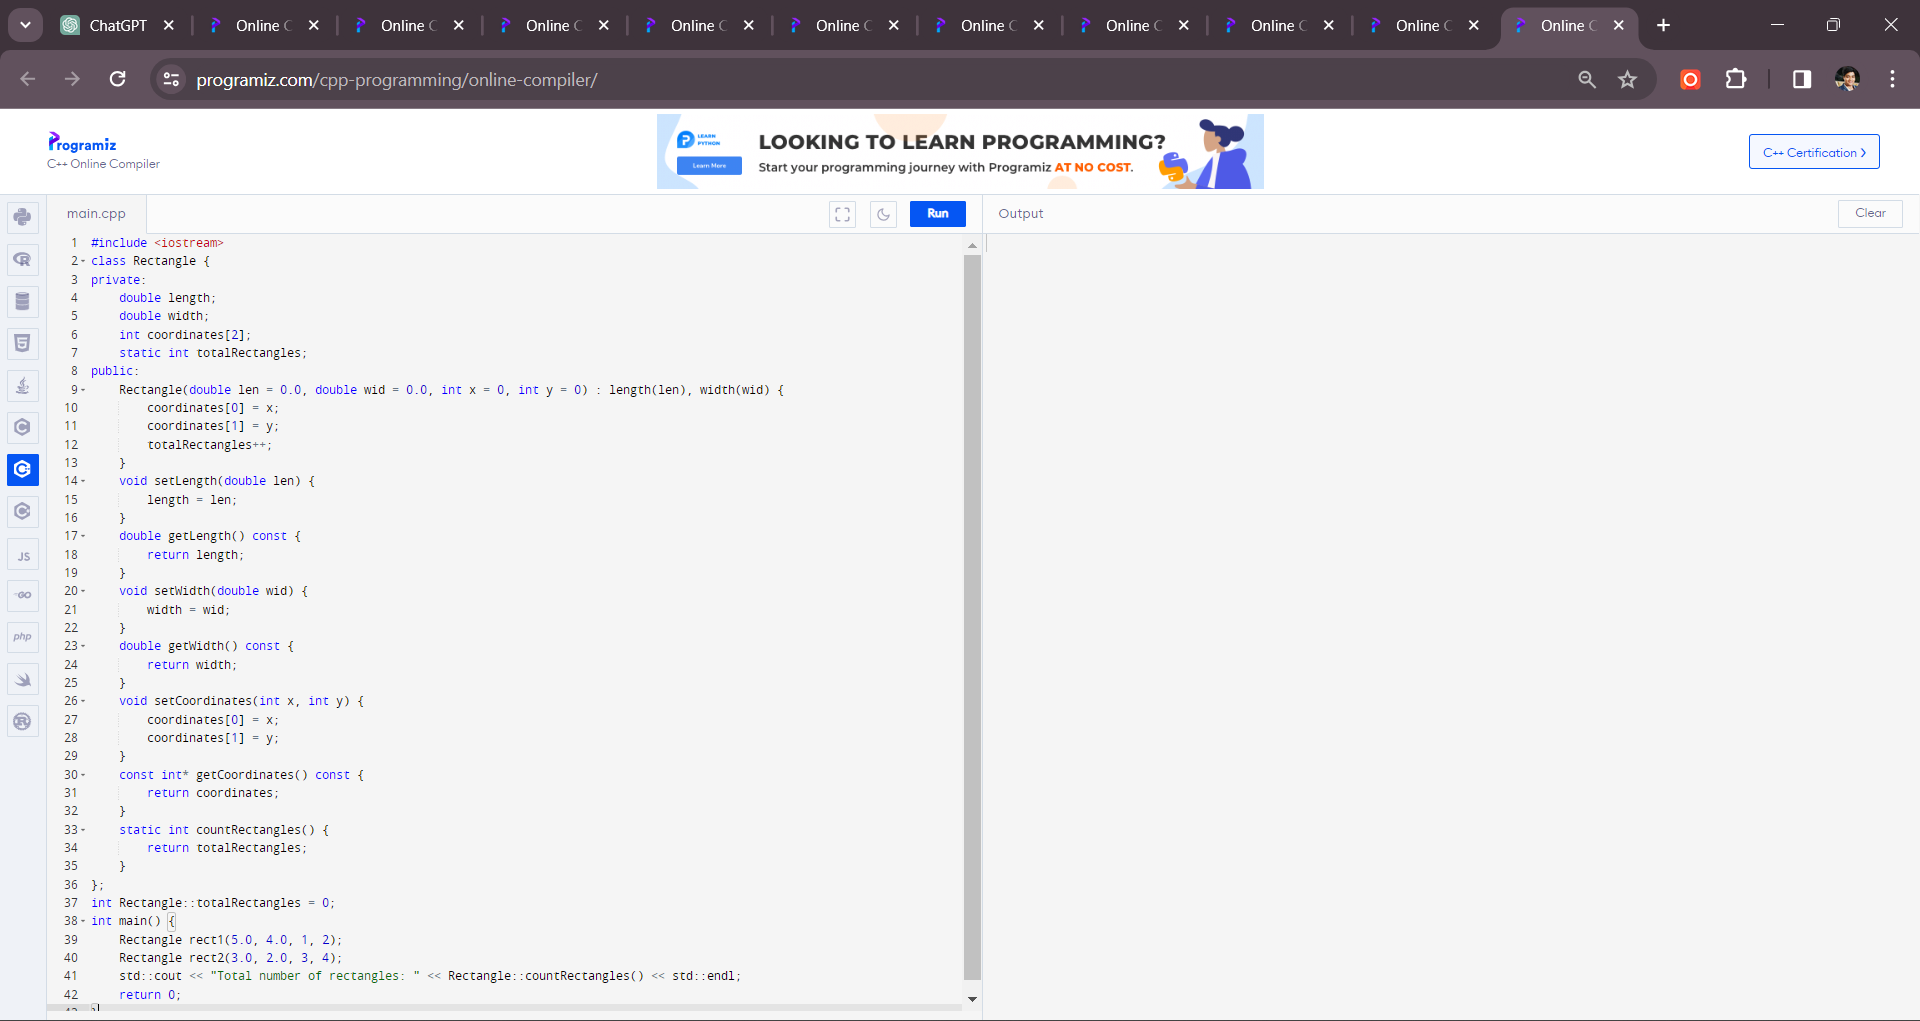 ChatGPT
Online C
Online C
Online C
Online C
Online C
Online C
Online C
Online C
Online C
Online C
programiz.com/cpp-programming/online-compiler/
Programiz
C++ Online Compiler
LEARN
PYTHON
Learn More
LOOKING TO LEARN PROGRAMMING?
Start your programming journey with Programiz AT NO COST.
C++ Certification >
main.cpp
Run
Output
Clear
JS
GO
php
1 #include <iostream>
2 class Rectangle {
3 private:
4 double length;
5 double width;
6 int coordinates[2];
7 static int totalRectangles;
8 public:
9 Rectangle(double len = 0.0, double wid = 0.0, int x = 0, int y = 0) : length(len), width(wid) {
10 coordinates[0] = x;
11 coordinates[1] = y;
12 totalRectangles++;
13 }
14 void setLength(double len) {
15 length = len;
16 }
17 double getLength() const {
18 return length;
19 }
20 void setWidth(double wid) {
21 width = wid;
22 }
23 double getWidth() const {
24 return width;
25 }
26 void setCoordinates(int x, int y) {
27 coordinates[0] = x;
28 coordinates[1] = y;
29 }
30 const int* getCoordinates() const {
31 return coordinates;
32 }
33 static int countRectangles() {
34 return totalRectangles;
35 }
36 };
37 int Rectangle::totalRectangles = 0;
38 int main() {
39 Rectangle rect1(5.0, 4.0, 1, 2);
40 Rectangle rect2(3.0, 2.0, 3, 4);
41 std::cout << "Total number of rectangles: " << Rectangle::countRectangles() << std::endl;
42 return 0;
43 }